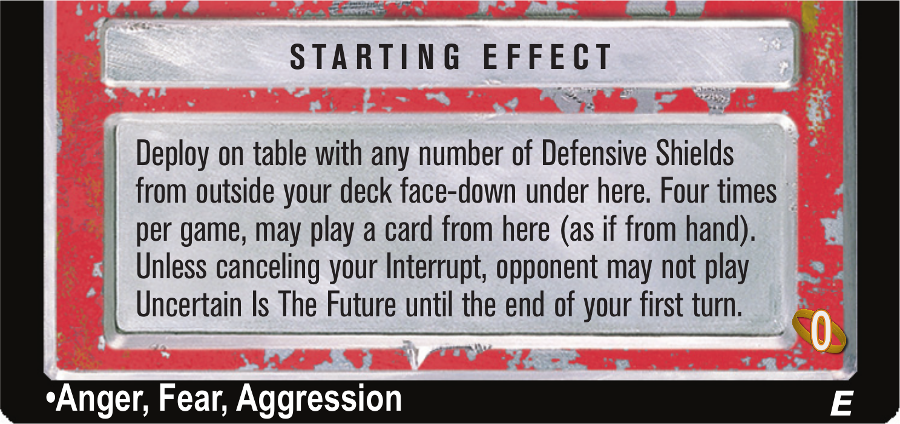 STARTING EFFECT
Deploy on table with any number of Defensive Shields
from outside your deck face-down under here. Four times
per game, may play a card from here (as if from hand).
Unless canceling your Interrupt, opponent may not play
Uncertain Is The Future until the end of your first turn.
0
•Anger, Fear, Aggression
E